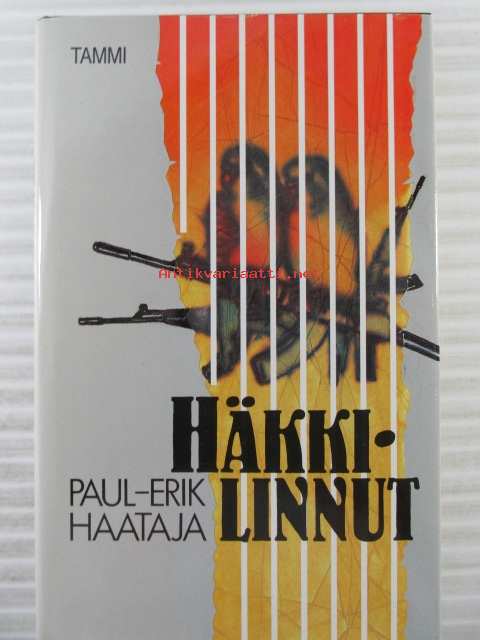 TAMMI
Antikvariaatti.net
HÄKKI-
PAUL-ERIK
HAATAJA LINNUT